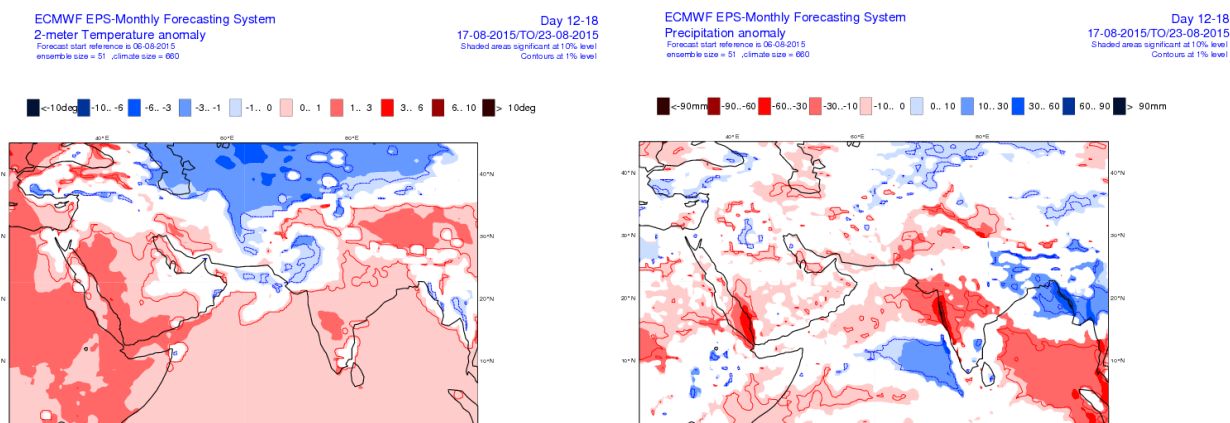 ECMWF EPS-Monthly Forecasting System
2-meter Temperature anomaly
Forecast start reference is 06-08-2015
ensemble size = 51 ,climate size = 660
Day 12-18
17-08-2015/TO/23-08-2015
Shaded areas significant at 10% level
Contours at 1% level
<-10deg -10.. -6 -6..-3 -3.. -1 -1.. 0 0.. 1 1.. 3 3.. 6 6.. 10 > 10deg
40°E 60°E 80°E
N 40°N
N 30°N
N 20°N
N 10°N
ECMWF EPS-Monthly Forecasting System
Precipitation anomaly
Forecast start reference is 06-08-2015
ensemble size = 51 ,climate size = 660
Day 12-18
17-08-2015/TO/23-08-2015
Shaded areas significant at 10% level
Contours at 1% level
<-90mm -90..-60 -60..-30 -30..-10 -10.. 0 0.. 10 10.. 30 30.. 60 60.. 90 > 90mm
40°E 60°E 80°E
40°N 40°N
30°N 30°N
20°N 20°N
10°N 10°N